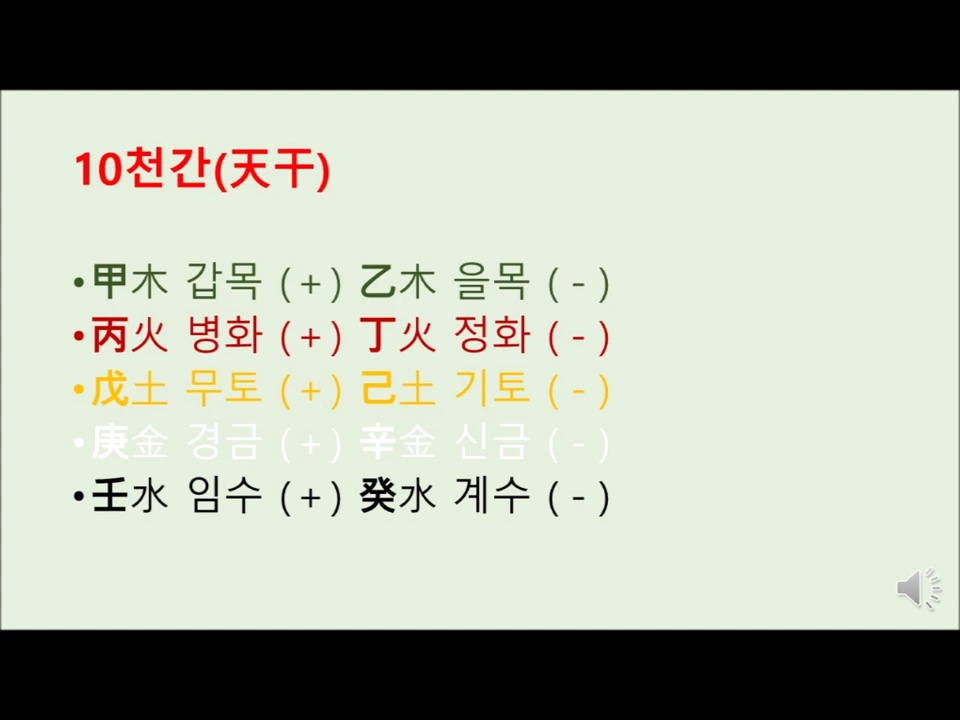 10천간(天干)
•甲木 갑목 (+) 乙木 을목 ( - )
•丙火 병화 (+) 丁火 정화 ( - )
•戊土 무토 (+) 己土 기토 ( - )
•庚金 경금 (+) 辛金 신금 ( - )
•壬水 임수 (+) 癸水 계수 ( - )